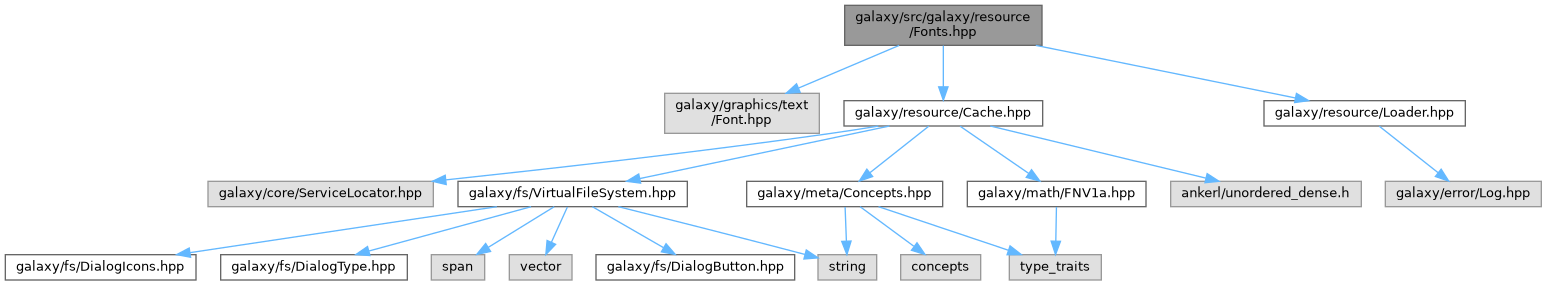 galaxy/src/galaxy/resource
/Fonts.hpp
galaxy/graphics/text
/Font.hpp
galaxy/resource/Cache.hpp
galaxy/resource/Loader.hpp
galaxy/core/ServiceLocator.hpp
galaxy/fs/VirtualFileSystem.hpp
galaxy/meta/Concepts.hpp
galaxy/math/FNV1a.hpp
ankerl/unordered_dense.h
galaxy/error/Log.hpp
galaxy/fs/DialogIcons.hpp
galaxy/fs/DialogType.hpp
span
vector
galaxy/fs/DialogButton.hpp
string
concepts
type_traits